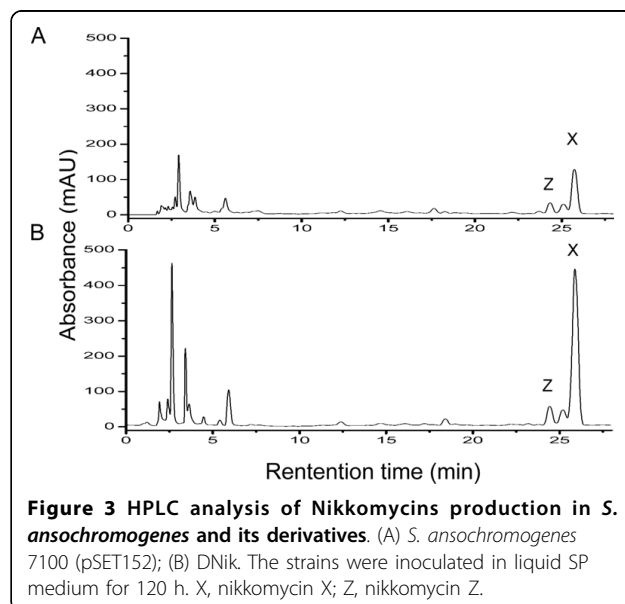 A
500
400
300
200
100
0
Z
X
0
5
10
15
20
25
B
500
400
300
200
100
0
Z
X
0
5
10
15
20
25
Absorbance (mAU)
Rentention time (min)
Figure 3 HPLC analysis of Nikkomycins production in S.
ansochromogenes and its derivatives. (A) S. ansochromogenes
7100 (pSET152); (B) DNik. The strains were inoculated in liquid SP
medium for 120 h. X, nikkomycin X; Z, nikkomycin Z.